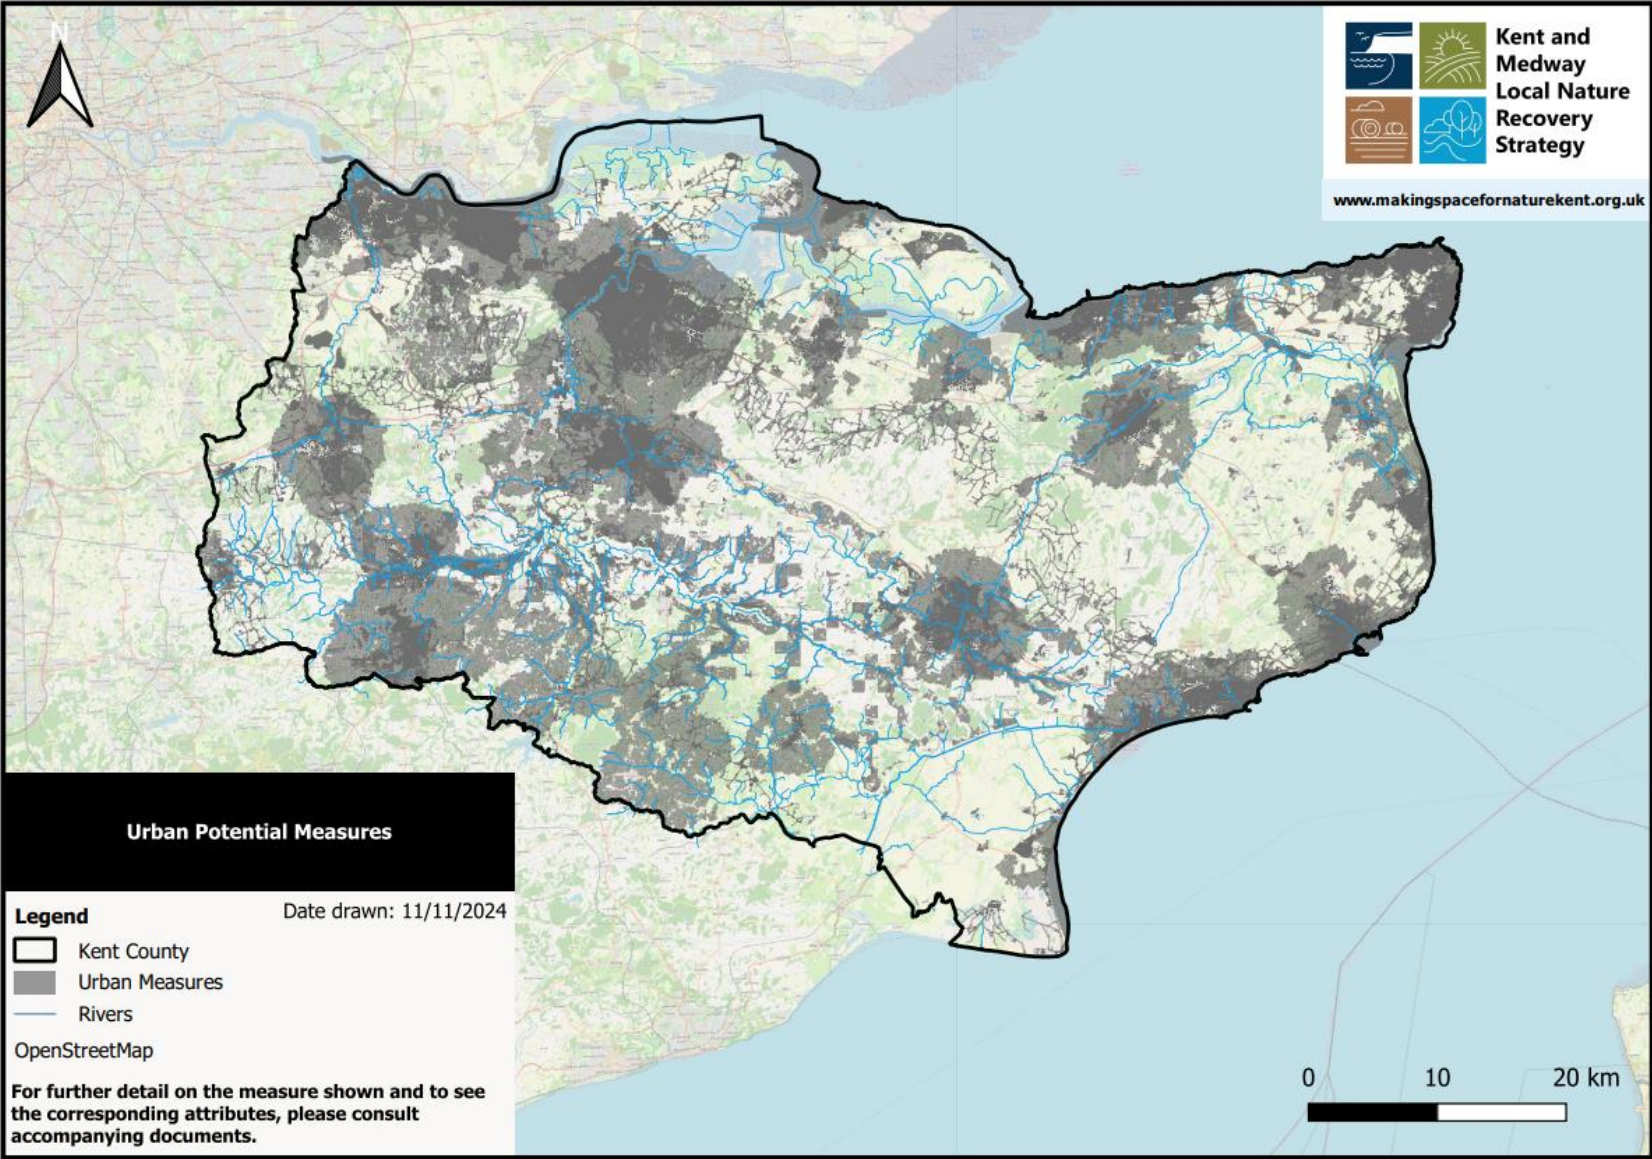 N
Kent and
Medway
Local Nature
Recovery
Strategy
www.makingspacefornaturekent.org.uk
Urban Potential Measures
Legend
Date drawn: 11/11/2024
Kent County
Urban Measures
Rivers
OpenStreetMap
For further detail on the measure shown and to see
the corresponding attributes, please consult
accompanying documents.
0 10 20 km